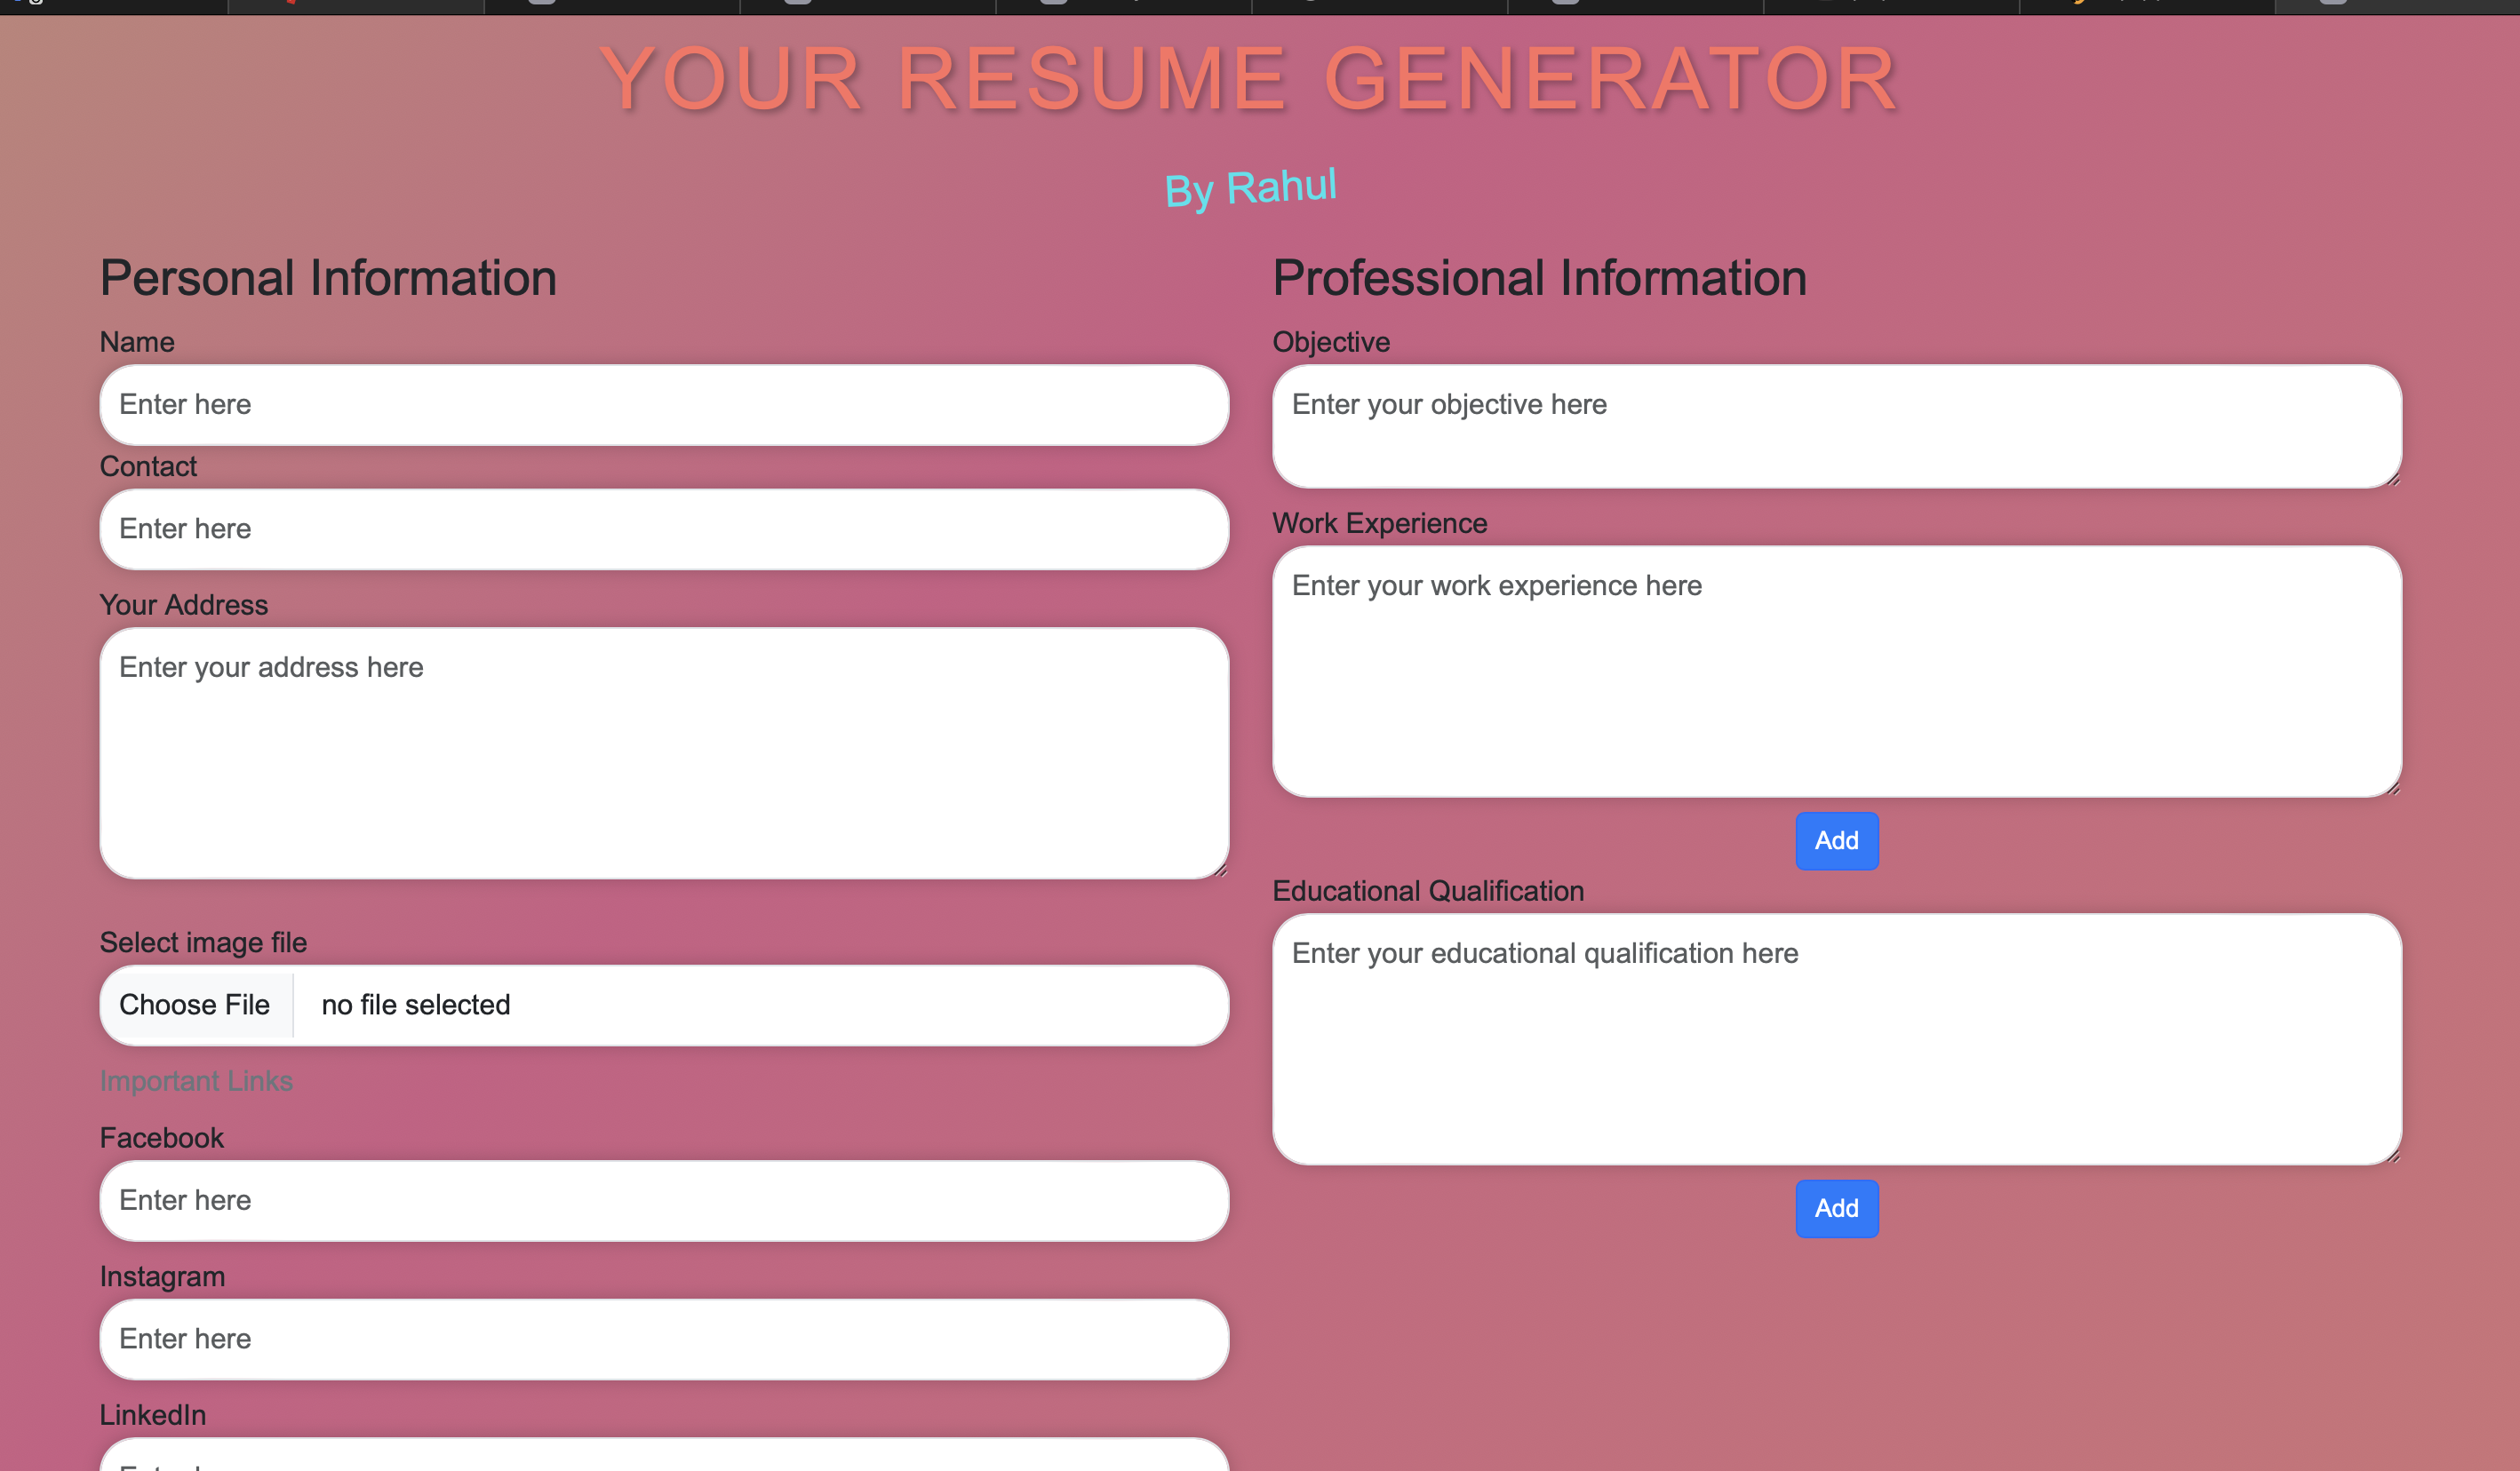 YOUR RESUME GENERATOR
By Rahul
Personal Information
Name
Enter here
Contact
Enter here
Your Address
Enter your address here
Select image file
Choose File no file selected
Important Links
Facebook
Enter here
Instagram
Enter here
LinkedIn
Professional Information
Objective
Enter your objective here
Work Experience
Enter your work experience here
Add
Educational Qualification
Enter your educational qualification here
Add